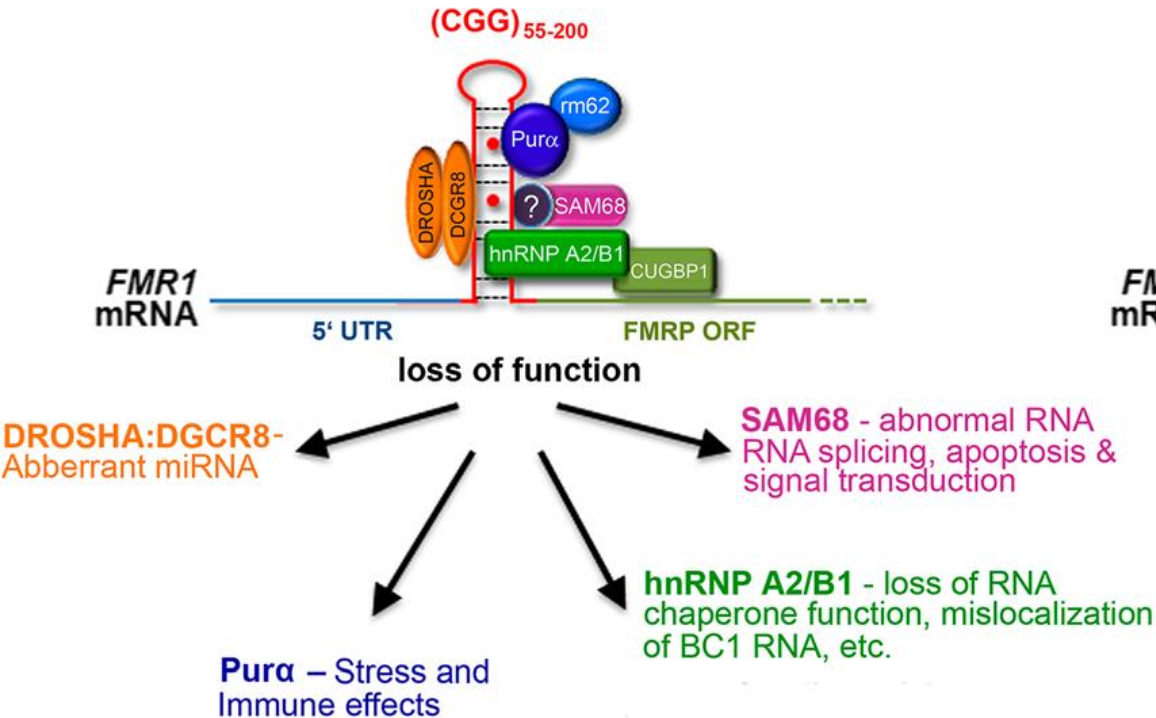 (CGG)55-200
rm62
Purα
DROSHA
DCGR8
? SAM68
hnRNP A2/B1
CUGBP1
FMR1
mRNA
5‘ UTR
FMRP ORF
FM
mR
loss of function
DROSHA:DGCR8-
Abberrant miRNA
SAM68 - abnormal RNA
RNA splicing, apoptosis &
signal transduction
hnRNP A2/B1 - loss of RNA
chaperone function, mislocalization
of BC1 RNA, etc.
Purα – Stress and
Immune effects